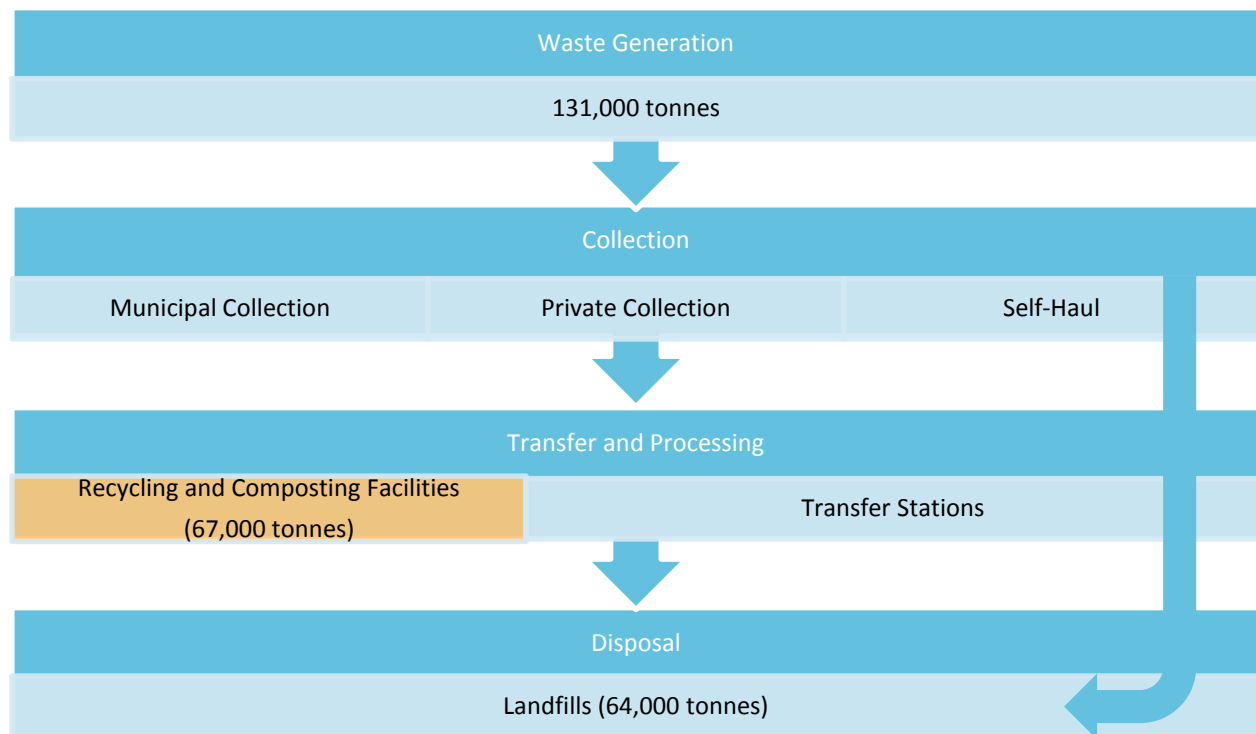 Waste Generation
131,000 tonnes
Collection
Municipal Collection
Private Collection
Self-Haul
Transfer and Processing
Recycling and Composting Facilities
(67,000 tonnes)
Transfer Stations
Disposal
Landfills (64,000 tonnes)